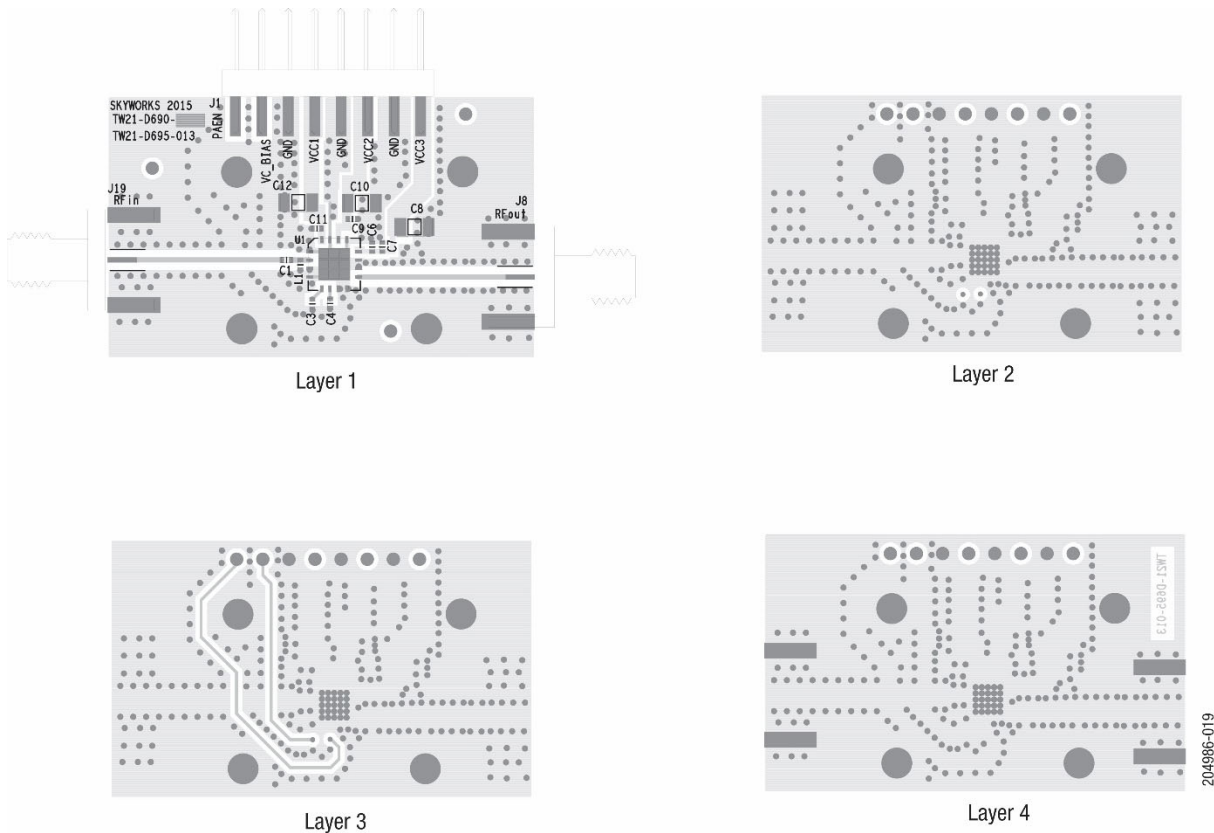 SKYWORKS 2015
TW21-D690-
TW21-D695-013
J1
PAEN
VC_BIAS
GND
VCC1
GND
VCC2
GND
VCC3
J19
RFin
C12
C10
C8
J8
RFout
C11
C9
C6
C7
U1
C1
L1
C3
C4
Layer 1
Layer 2
Layer 3
TW21-D695-013
Layer 4
204986-019